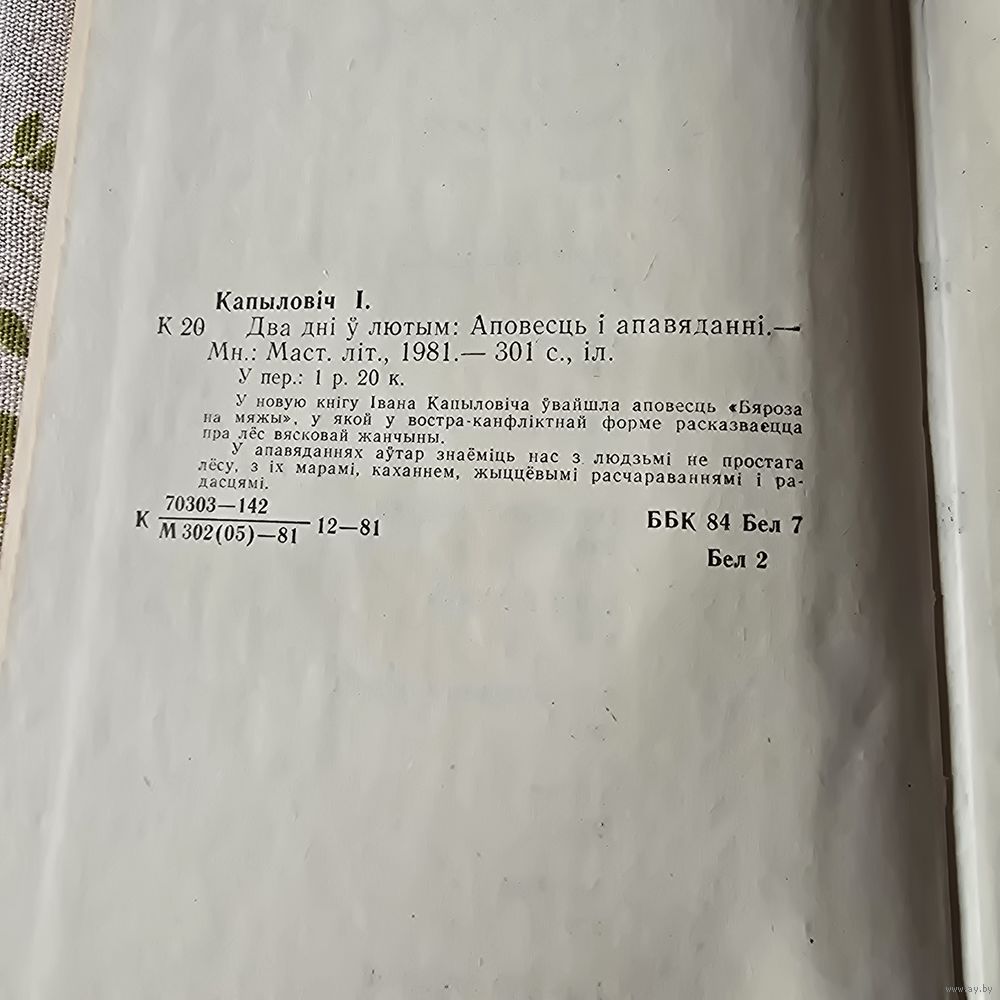 Капыловіч І.
К 20 Два дні ў лютым: Аповесць і апавяданні.—
Мн.: Маст. літ., 1981.— 301 с., іл.
У пер.: 1 р. 20 к.
У новую кнігу Івана Капыловіча ўвайшла аповесць «Бяроза
на мяжы», у якой у востра-канфліктнай форме расказваецца
пра лёс вясковай жанчыны.
У апавяданнях аўтар знаёміць нас з людзьмі не простага
лёсу, з іх марамі, каханнем, жыццёвымі расчараваннямі і ра-
дасцямі.
К 70303—142
М 302(05)—81 12—81
ББК 84 Бел 7
Бел 2
www.ay.by